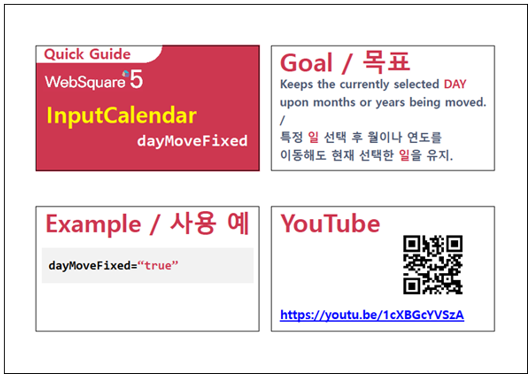 Quick Guide
WebSquare 5
InputCalendar
dayMoveFixed
Goal / 목표
Keeps the currently selected DAY
upon months or years being moved.
/
특정 일 선택 후 월이나 연도를
이동해도 현재 선택한 일을 유지.
Example / 사용 예
dayMoveFixed=“true”
YouTube
https://youtu.be/1cXBGcYVSzA